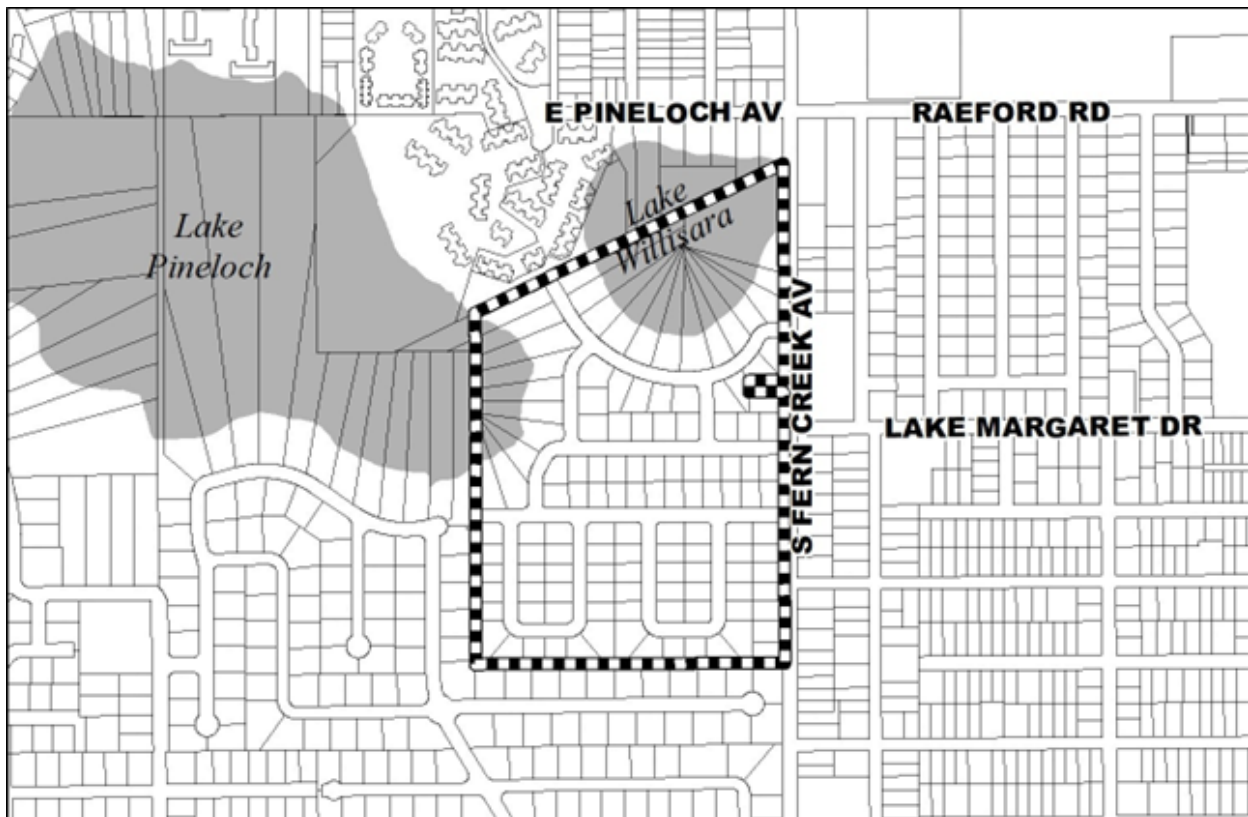 E PINELOCH AV
RAEFORD RD
Lake
Willisara
Lake
Pineloch
S FERN CREEK AV
LAKE MARGARET DR